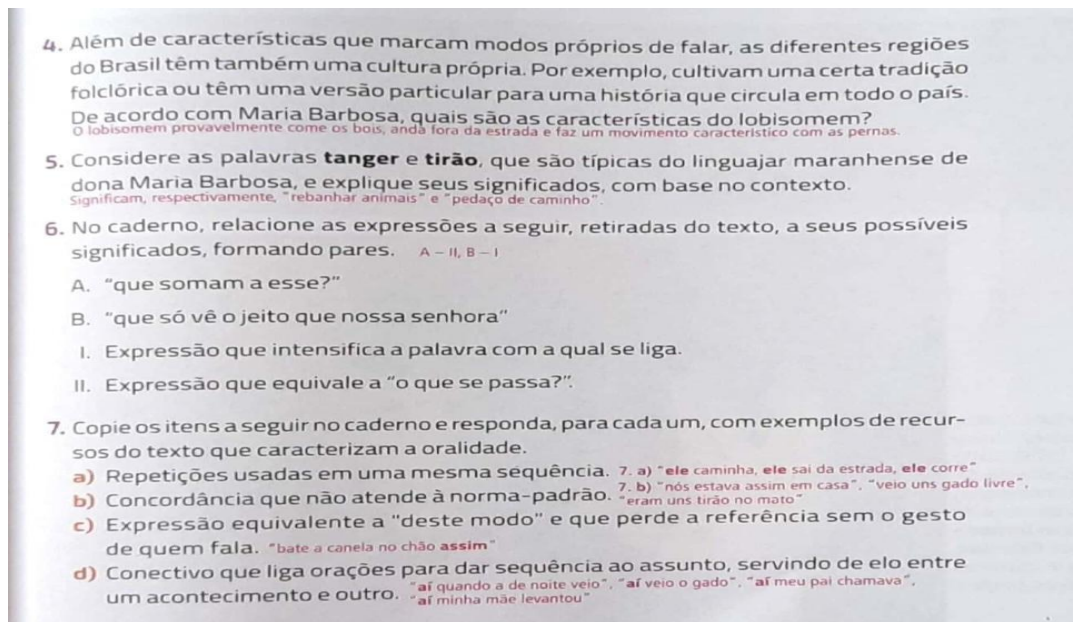 4. Além de características que marcam modos próprios de falar, as diferentes regiões
do Brasil têm também uma cultura própria. Por exemplo, cultivam uma certa tradição
folclórica ou têm uma versão particular para uma história que circula em todo o país.
De acordo com Maria Barbosa, quais são as características do lobisomem?
O lobisomem provavelmente come os bois, anda fora da estrada e faz um movimento característico com as pernas.
5. Considere as palavras tanger e tirão, que são típicas do linguajar maranhense de
dona Maria Barbosa, e explique seus significados, com base no contexto.
Significam, respectivamente, "rebanhar animais" e "pedaço de caminho".
6. No caderno, relacione as expressões a seguir, retiradas do texto, a seus possíveis
significados, formando pares. A – II, B – I
A. "que somam a esse?"
B. "que só vê o jeito que nossa senhora"
I. Expressão que intensifica a palavra com a qual se liga.
II. Expressão que equivale a "o que se passa?".
7. Copie os itens a seguir no caderno e responda, para cada um, com exemplos de recur-
sos do texto que caracterizam a oralidade.
a) Repetições usadas em uma mesma sequência. 7. a) "ele caminha, ele sai da estrada, ele corre"
b) Concordância que não atende à norma-padrão. 7. b) "nós estava assim em casa", "veio uns gado livre",
"eram uns tirão no mato"
c) Expressão equivalente a "deste modo" e que perde a referência sem o gesto
de quem fala. "bate a canela no chão assim"
d) Conectivo que liga orações para dar sequência ao assunto, servindo de elo entre
um acontecimento e outro. "aí quando a de noite veio", "aí veio o gado", "aí meu pai chamava",
"aí minha mãe levantou"